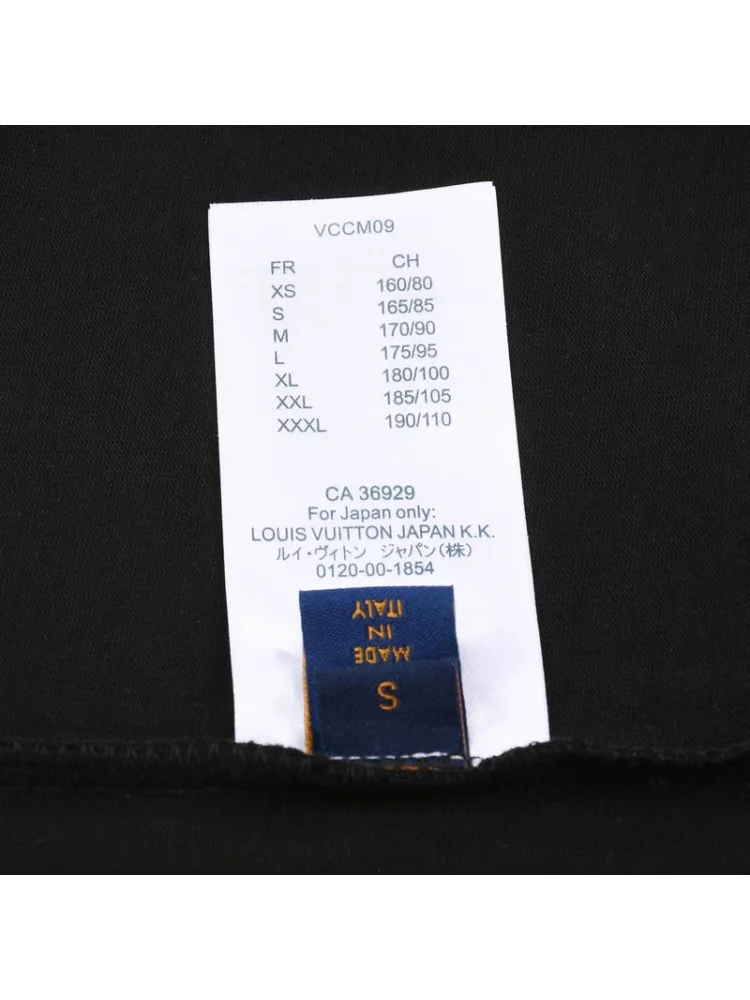 VCCM09
FR CH
XS 160/80
S 165/85
M 170/90
L 175/95
XL 180/100
XXL 185/105
XXXL 190/110
CA 36929
For Japan only:
LOUIS VUITTON JAPAN K.K.
ルイ・ヴィトン ジャパン(株)
0120-00-1854
MADE
IN
ITALY
S